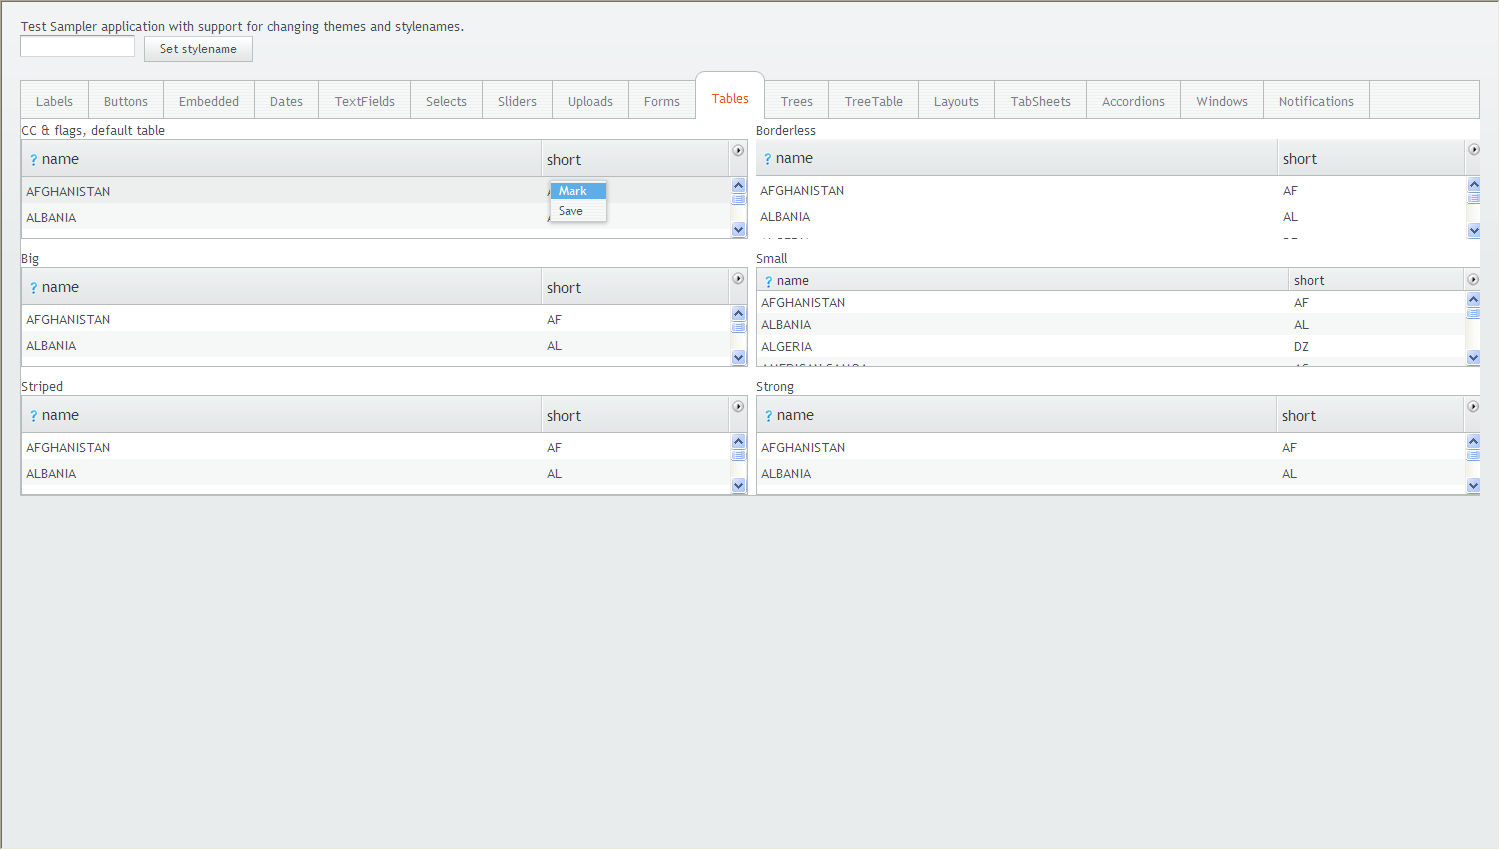 Test Sampler application with support for changing themes and stylenames.
Set stylename
Labels Buttons Embedded Dates TextFields Selects Sliders Uploads Forms Tables Trees TreeTable Layouts TabSheets Accordions Windows Notifications
CC & flags, default table
? name short
AFGHANISTAN
ALBANIA
Mark
Save
Borderless
? name short
AFGHANISTAN AF
ALBANIA AL
Big
? name short
AFGHANISTAN AF
ALBANIA AL
Small
? name short
AFGHANISTAN AF
ALBANIA AL
ALGERIA DZ
Striped
? name short
AFGHANISTAN AF
ALBANIA AL
Strong
? name short
AFGHANISTAN AF
ALBANIA AL